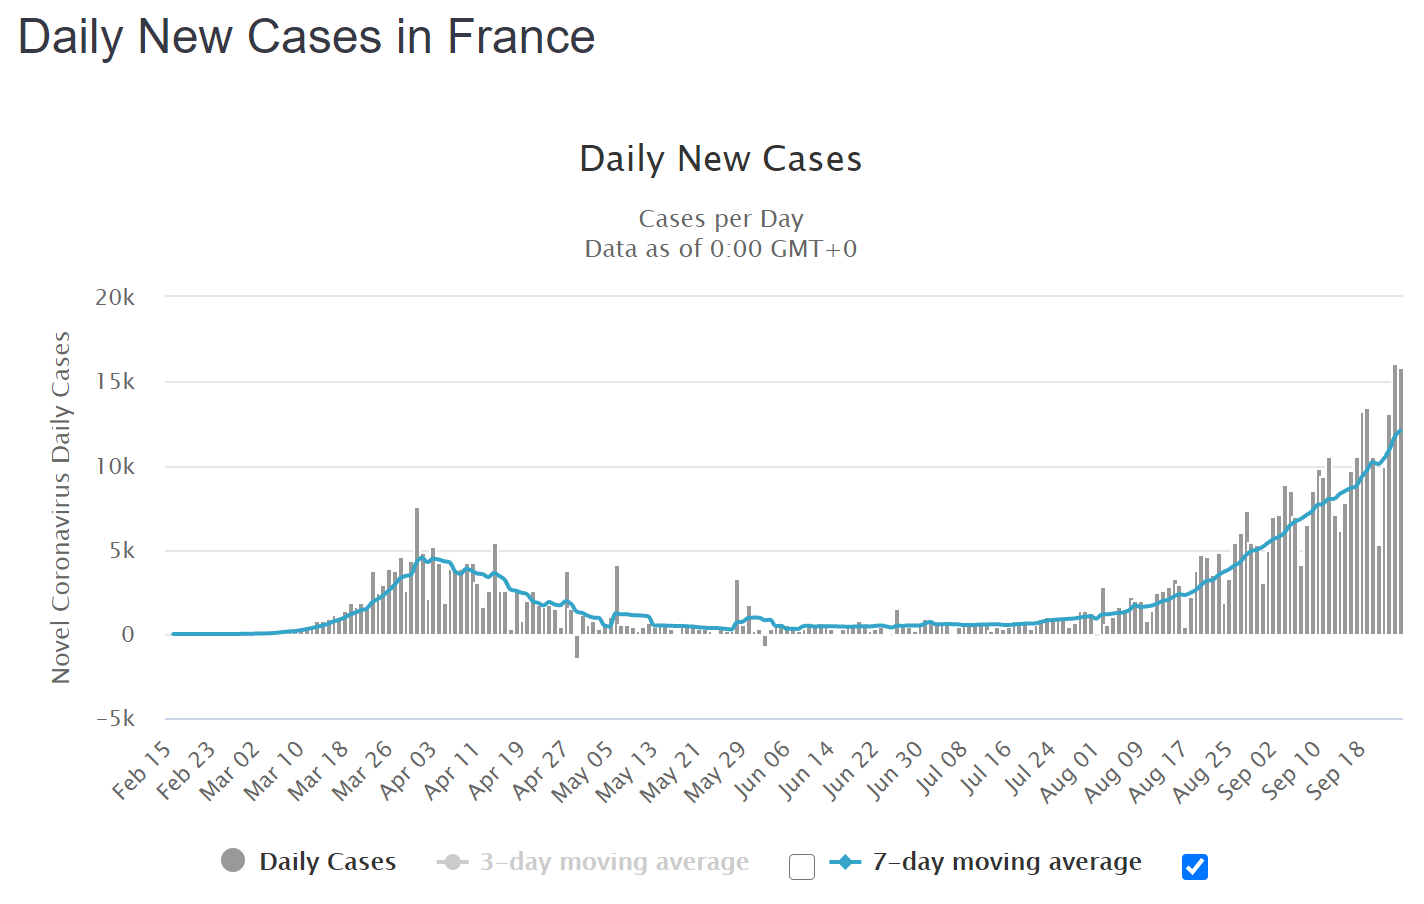 Daily New Cases in France
Daily New Cases
Cases per Day
Data as of 0:00 GMT+0
Novel Coronavirus Daily Cases
20k
15k
10k
5k
0
-5k
Feb 15
Feb 23
Mar 02
Mar 10
Mar 18
Mar 26
Apr 03
Apr 11
Apr 19
Apr 27
May 05
May 13
May 21
May 29
Jun 06
Jun 14
Jun 22
Jun 30
Jul 08
Jul 16
Jul 24
Aug 01
Aug 09
Aug 17
Aug 25
Sep 02
Sep 10
Sep 18
Daily Cases
3-day moving average
7-day moving average